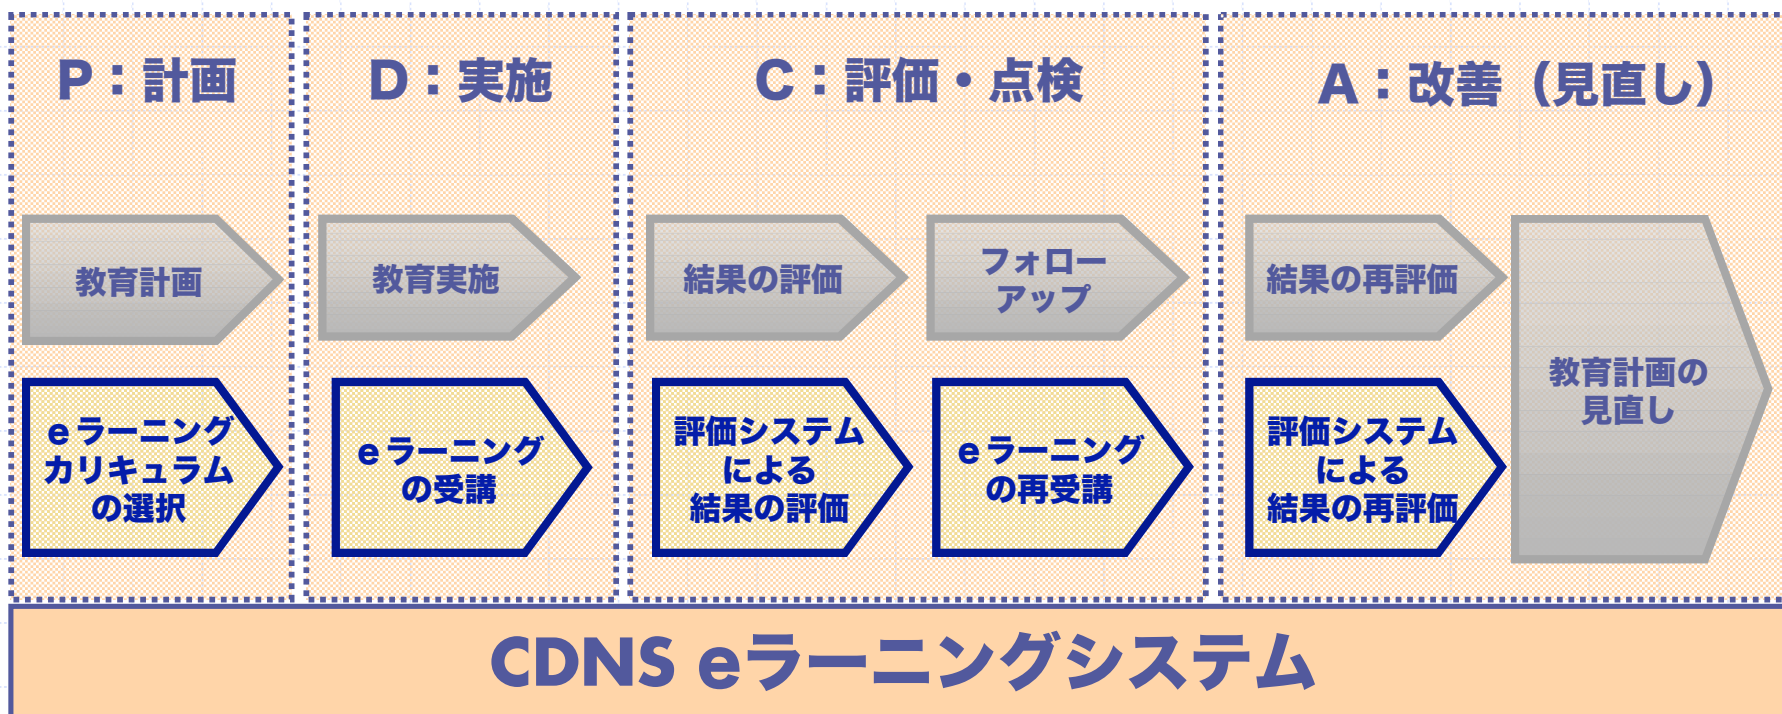 P：計画
D：実施
C：評価・点検
A：改善（見直し）
教育計画
教育実施
結果の評価
フォロー
アップ
結果の再評価
教育計画の
見直し
eラーニング
カリキュラム
の選択
eラーニング
の受講
評価システム
による
結果の評価
eラーニング
の再受講
評価システム
による
結果の再評価
CDNS eラーニングシステム